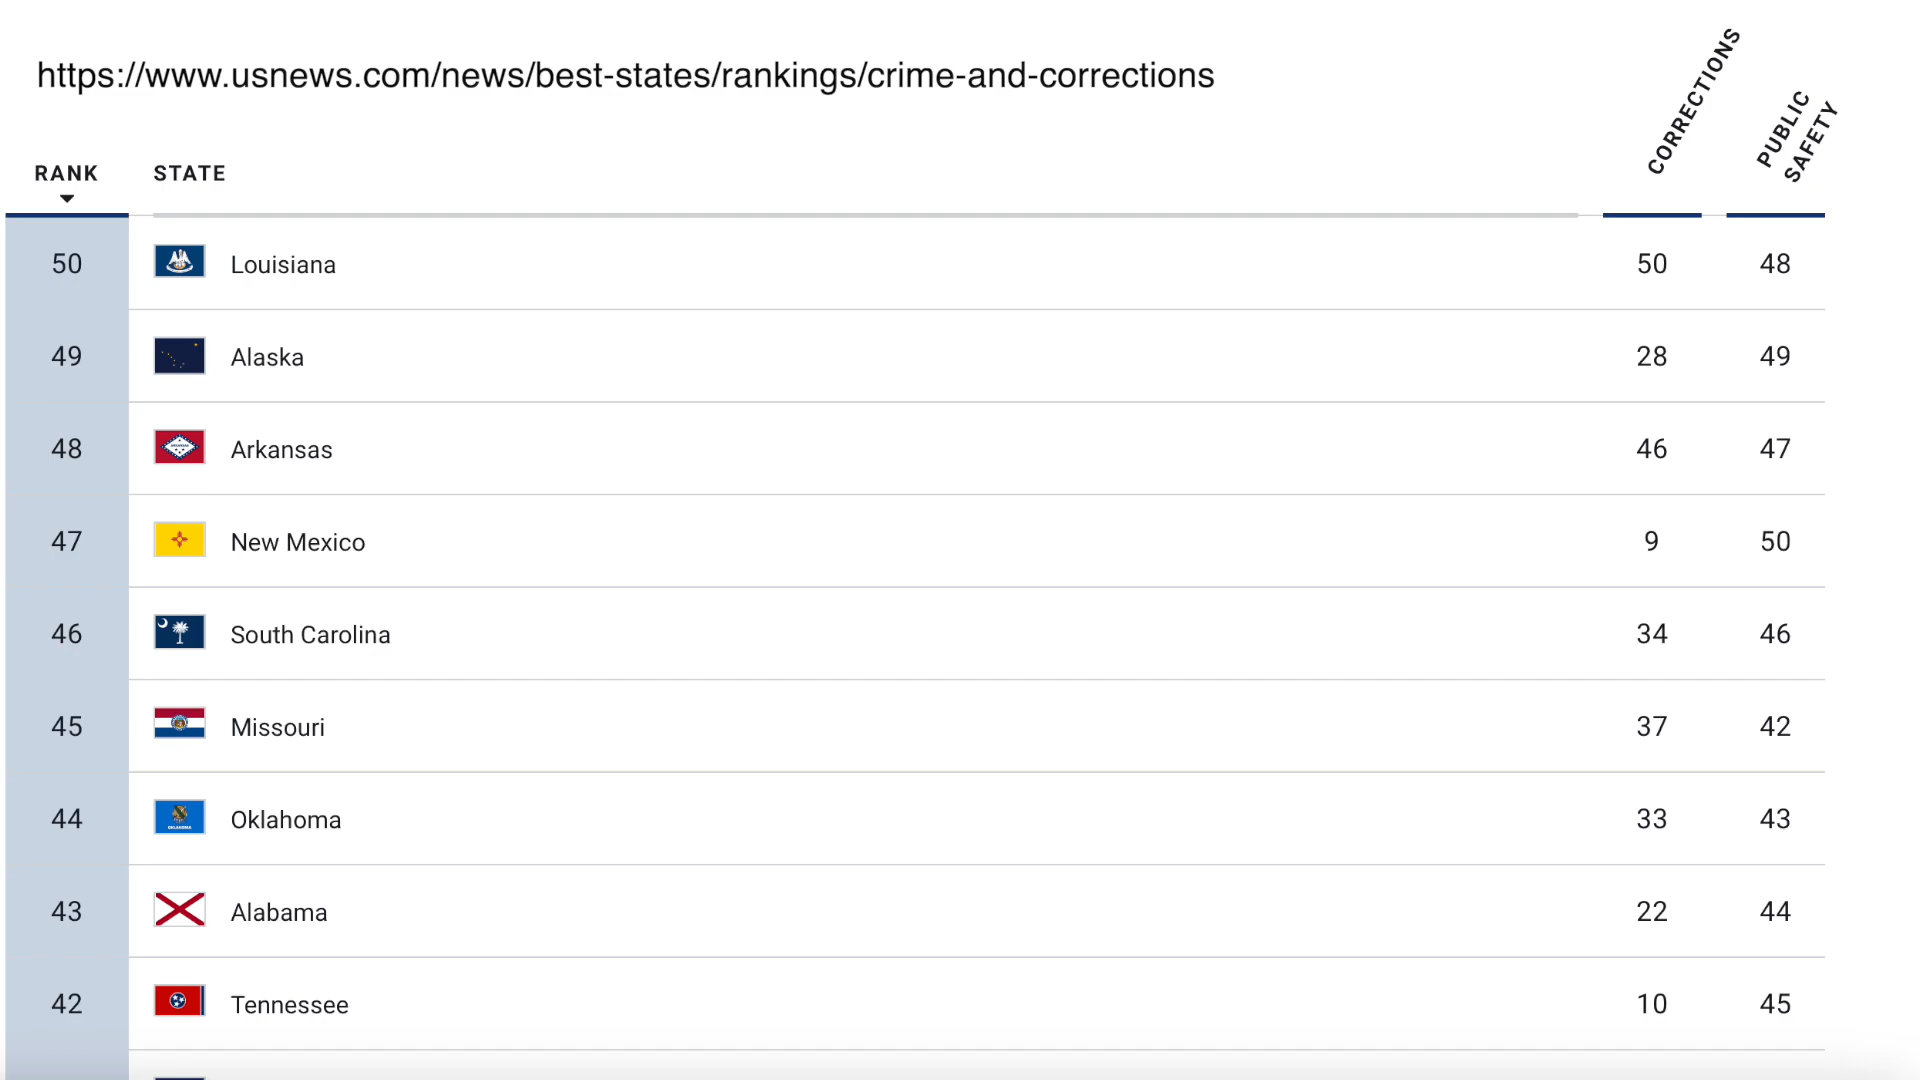 https://www.usnews.com/news/best-states/rankings/crime-and-corrections
RANK STATE CORRECTIONS PUBLIC SAFETY
50 Louisiana 50 48
49 Alaska 28 49
48 Arkansas 46 47
47 New Mexico 9 50
46 South Carolina 34 46
45 Missouri 37 42
44 Oklahoma 33 43
43 Alabama 22 44
42 Tennessee 10 45